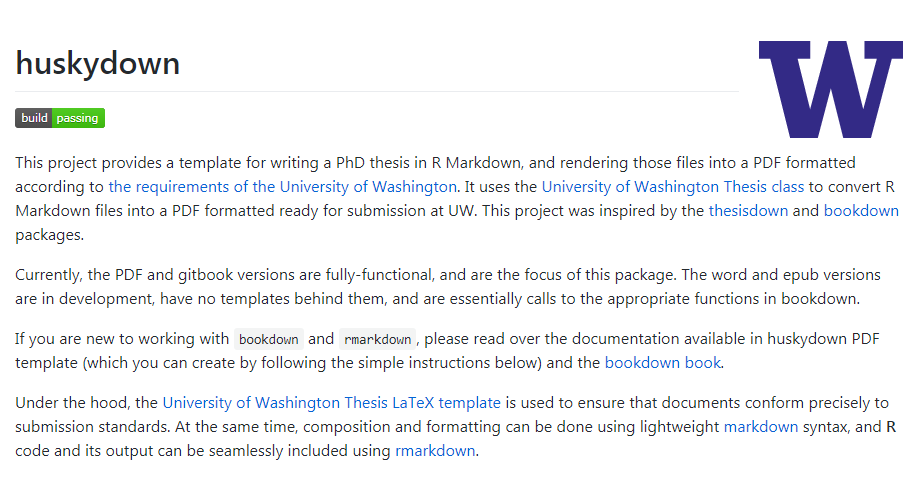 huskydown
W
build passing
This project provides a template for writing a PhD thesis in R Markdown, and rendering those files into a PDF formatted
according to the requirements of the University of Washington. It uses the University of Washington Thesis class to convert R
Markdown files into a PDF formatted ready for submission at UW. This project was inspired by the thesisdown and bookdown
packages.
Currently, the PDF and gitbook versions are fully-functional, and are the focus of this package. The word and epub versions
are in development, have no templates behind them, and are essentially calls to the appropriate functions in bookdown.
If you are new to working with bookdown and rmarkdown, please read over the documentation available in huskydown PDF
template (which you can create by following the simple instructions below) and the bookdown book.
Under the hood, the University of Washington Thesis LaTeX template is used to ensure that documents conform precisely to
submission standards. At the same time, composition and formatting can be done using lightweight markdown syntax, and R
code and its output can be seamlessly included using rmarkdown.